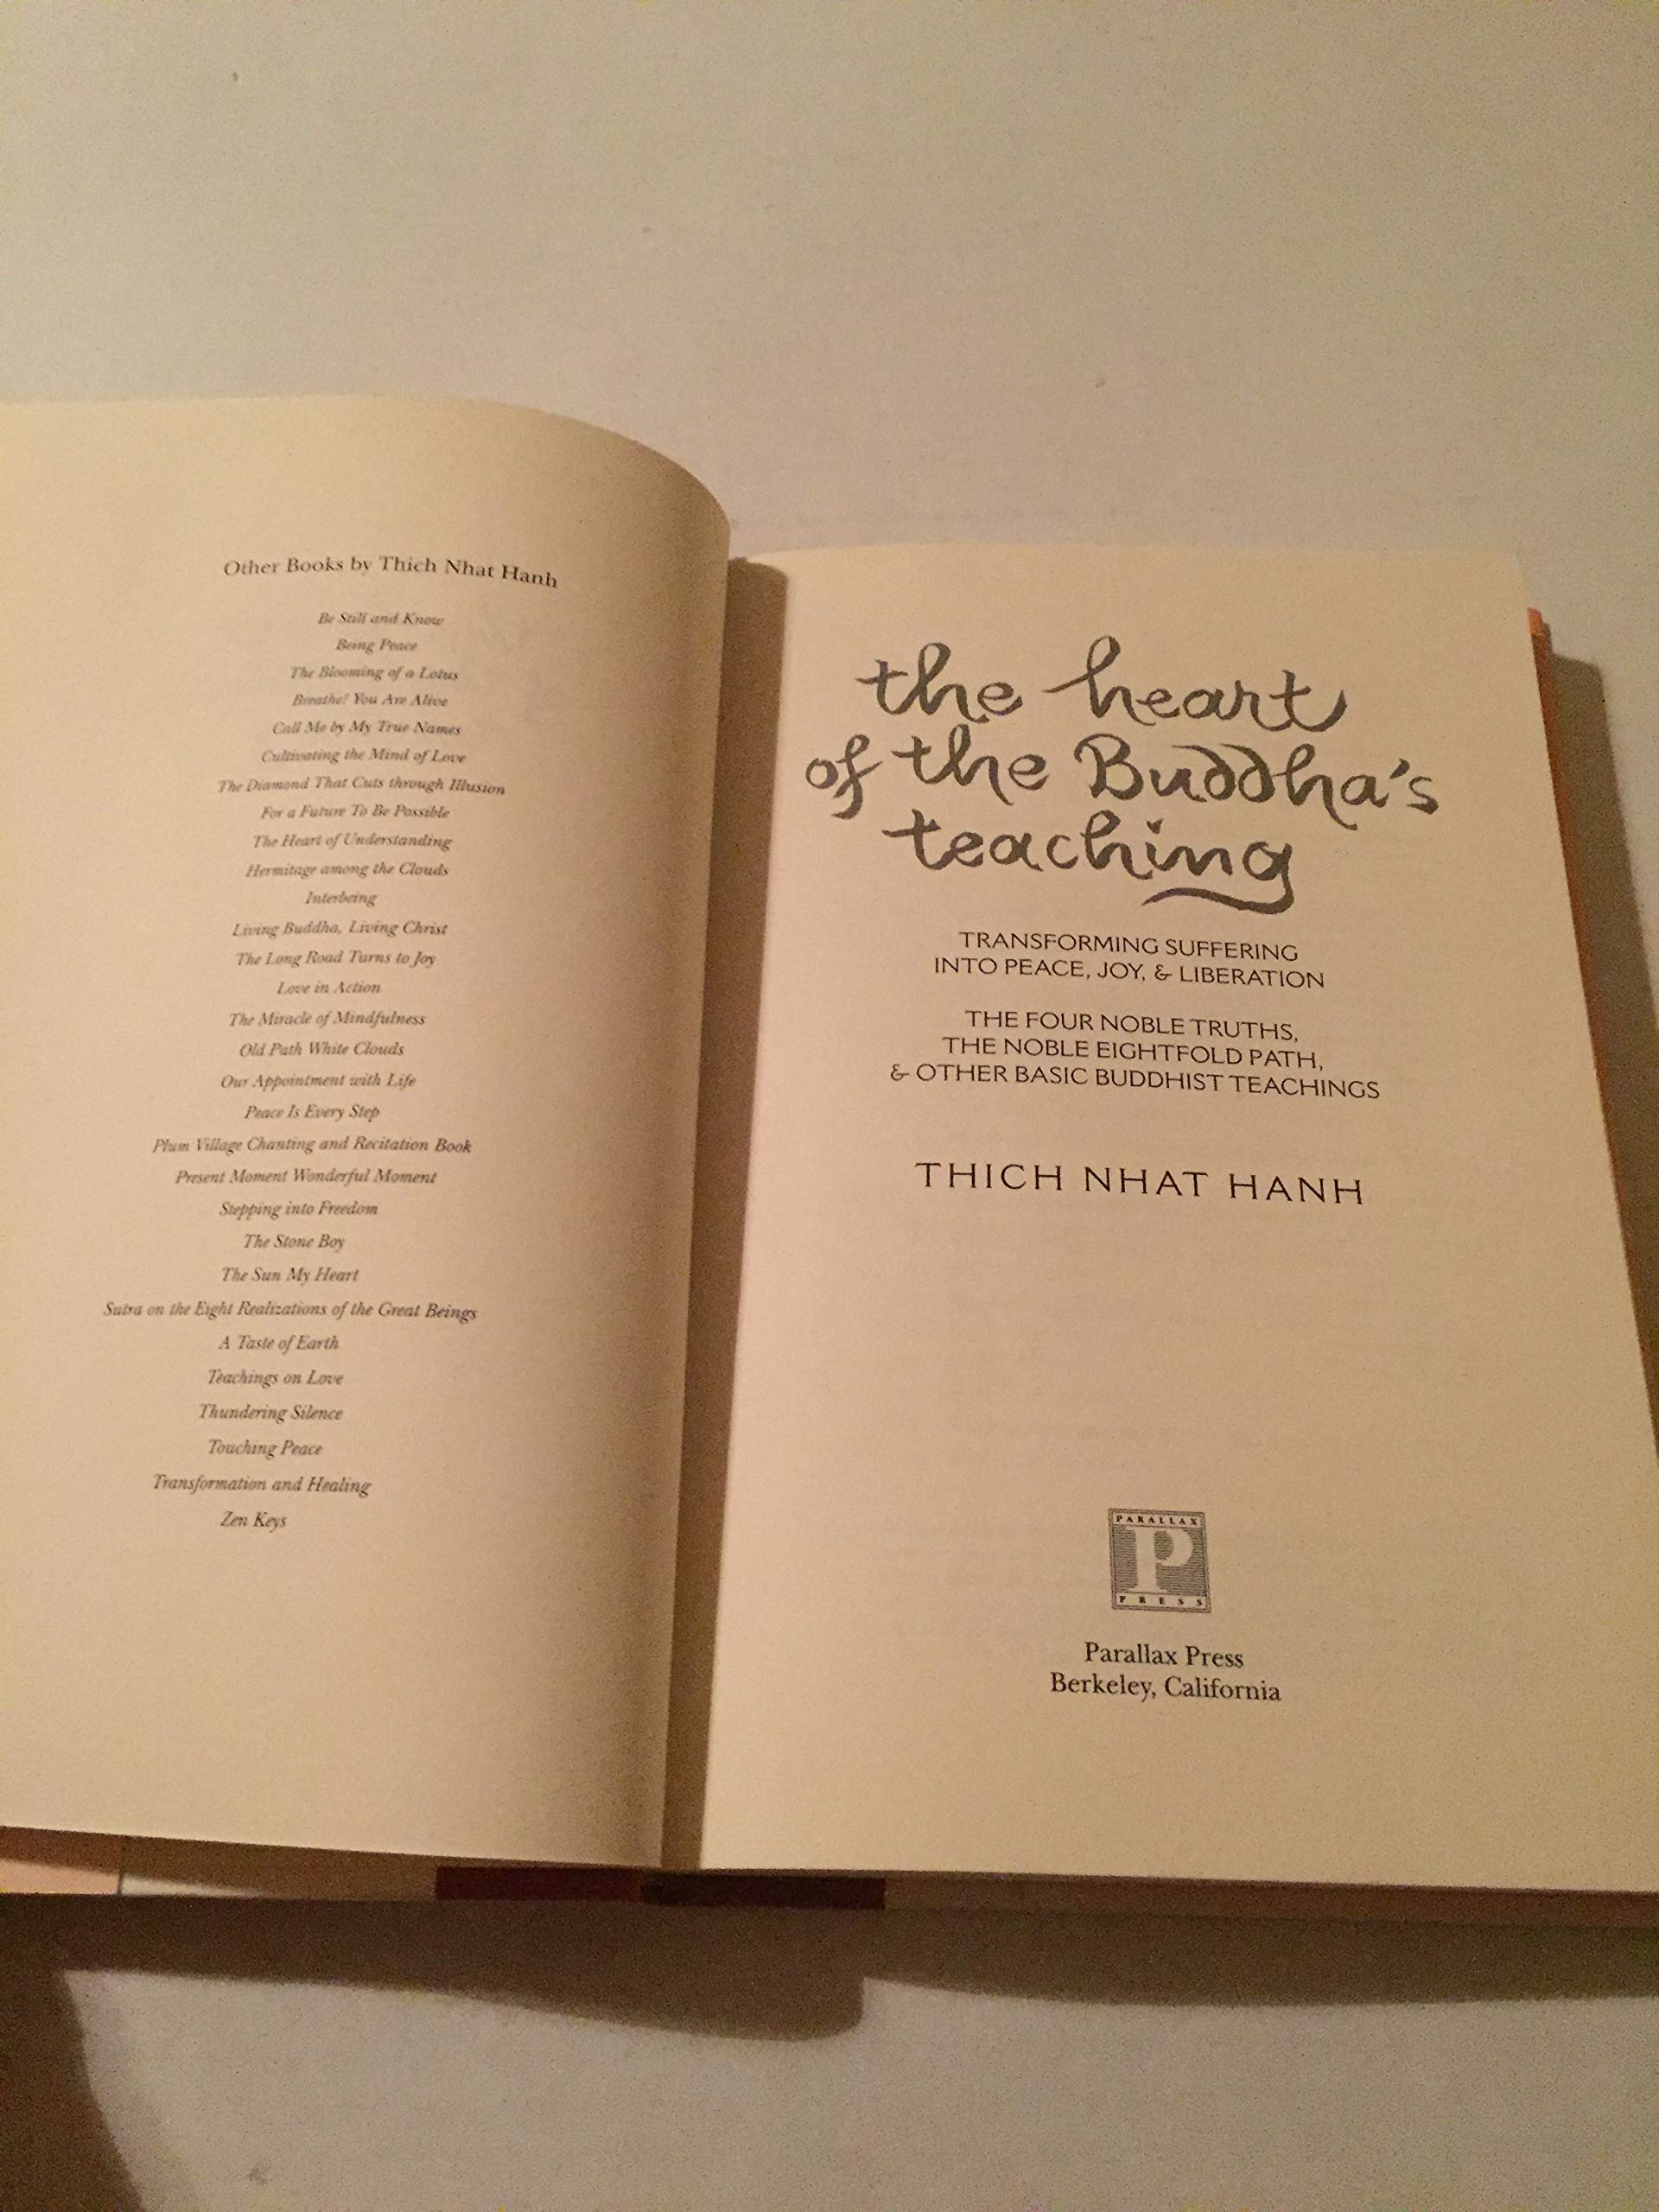 Other Books by Thich Nhat Hanh
Be Still and Know
Being Peace
The Blooming of a Lotus
Breathe! You Are Alive
Call Me by My True Names
Cultivating the Mind of Love
The Diamond That Cuts through Illusion
For a Future To Be Possible
The Heart of Understanding
Hermitage among the Clouds
Interbeing
Living Buddha, Living Christ
The Long Road Turns to Joy
Love in Action
The Miracle of Mindfulness
Old Path White Clouds
Our Appointment with Life
Peace Is Every Step
Plum Village Chanting and Recitation Book
Present Moment Wonderful Moment
Stepping into Freedom
The Stone Boy
The Sun My Heart
Sutra on the Eight Realizations of the Great Beings
A Taste of Earth
Teachings on Love
Thundering Silence
Touching Peace
Transformation and Healing
Zen Keys
the heart
of the Buddha's
teaching
TRANSFORMING SUFFERING
INTO PEACE, JOY, & LIBERATION
THE FOUR NOBLE TRUTHS,
THE NOBLE EIGHTFOLD PATH,
& OTHER BASIC BUDDHIST TEACHINGS
THICH NHAT HANH
PARALLAX
P
PRESS
Parallax Press
Berkeley, California